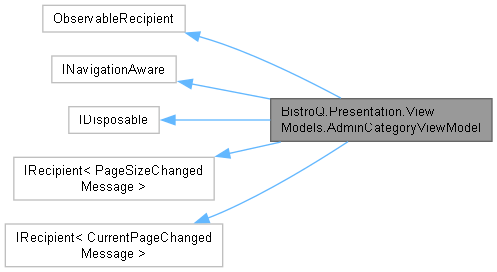 ObservableRecipient
INavigationAware
IDisposable
BistroQ.Presentation.View
Models.AdminCategoryViewModel
IRecipient< PageSizeChanged
Message >
IRecipient< CurrentPageChanged
Message >